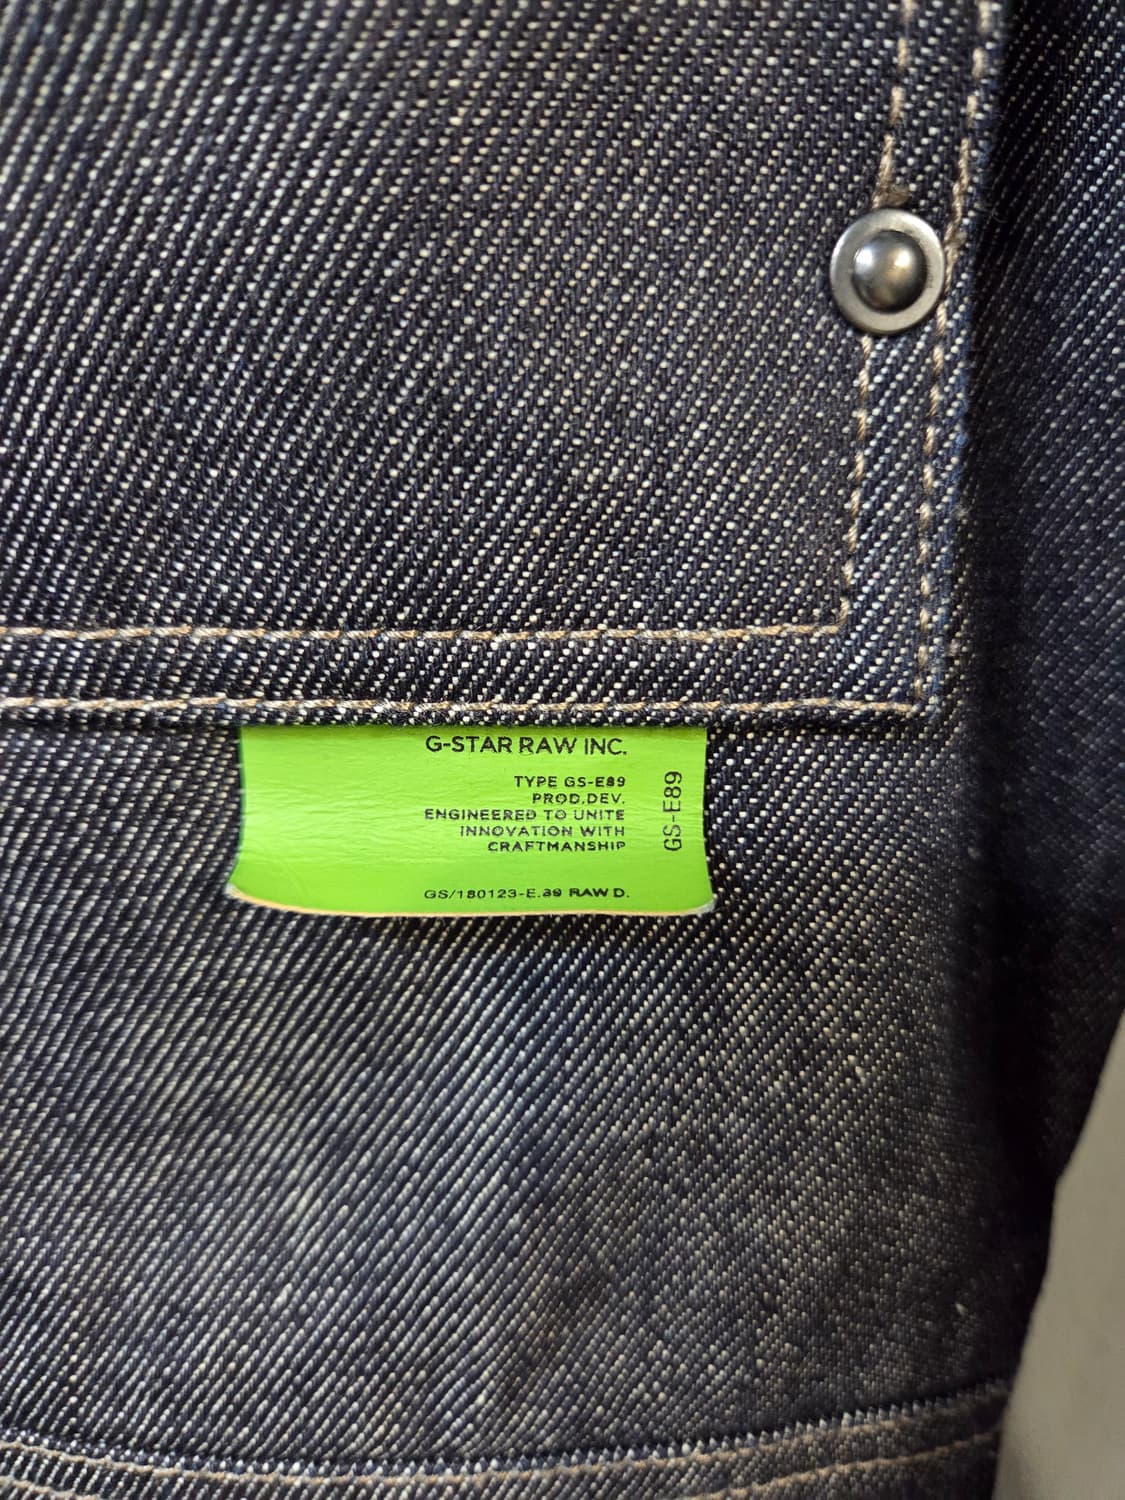 G-STAR RAW INC.
TYPE GS-E89
PROD.DEV.
ENGINEERED TO UNITE
INNOVATION WITH
CRAFTMANSHIP
GS-E89
GS/180123-E.89 RAW D.